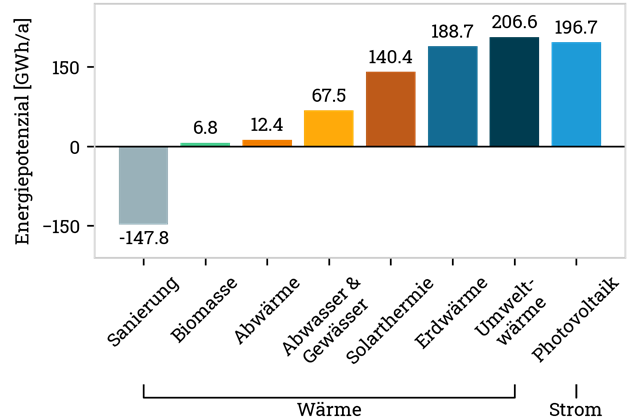 Energiepotenzial [GWh/a]
150
0
−150
-147.8
6.8
12.4
67.5
140.4
188.7
206.6
196.7
Sanierung
Biomasse
Abwärme
Abwasser &
Gewässer
Solarthermie
Erdwärme
Umwelt-
wärme
Photovoltaik
Wärme
Strom